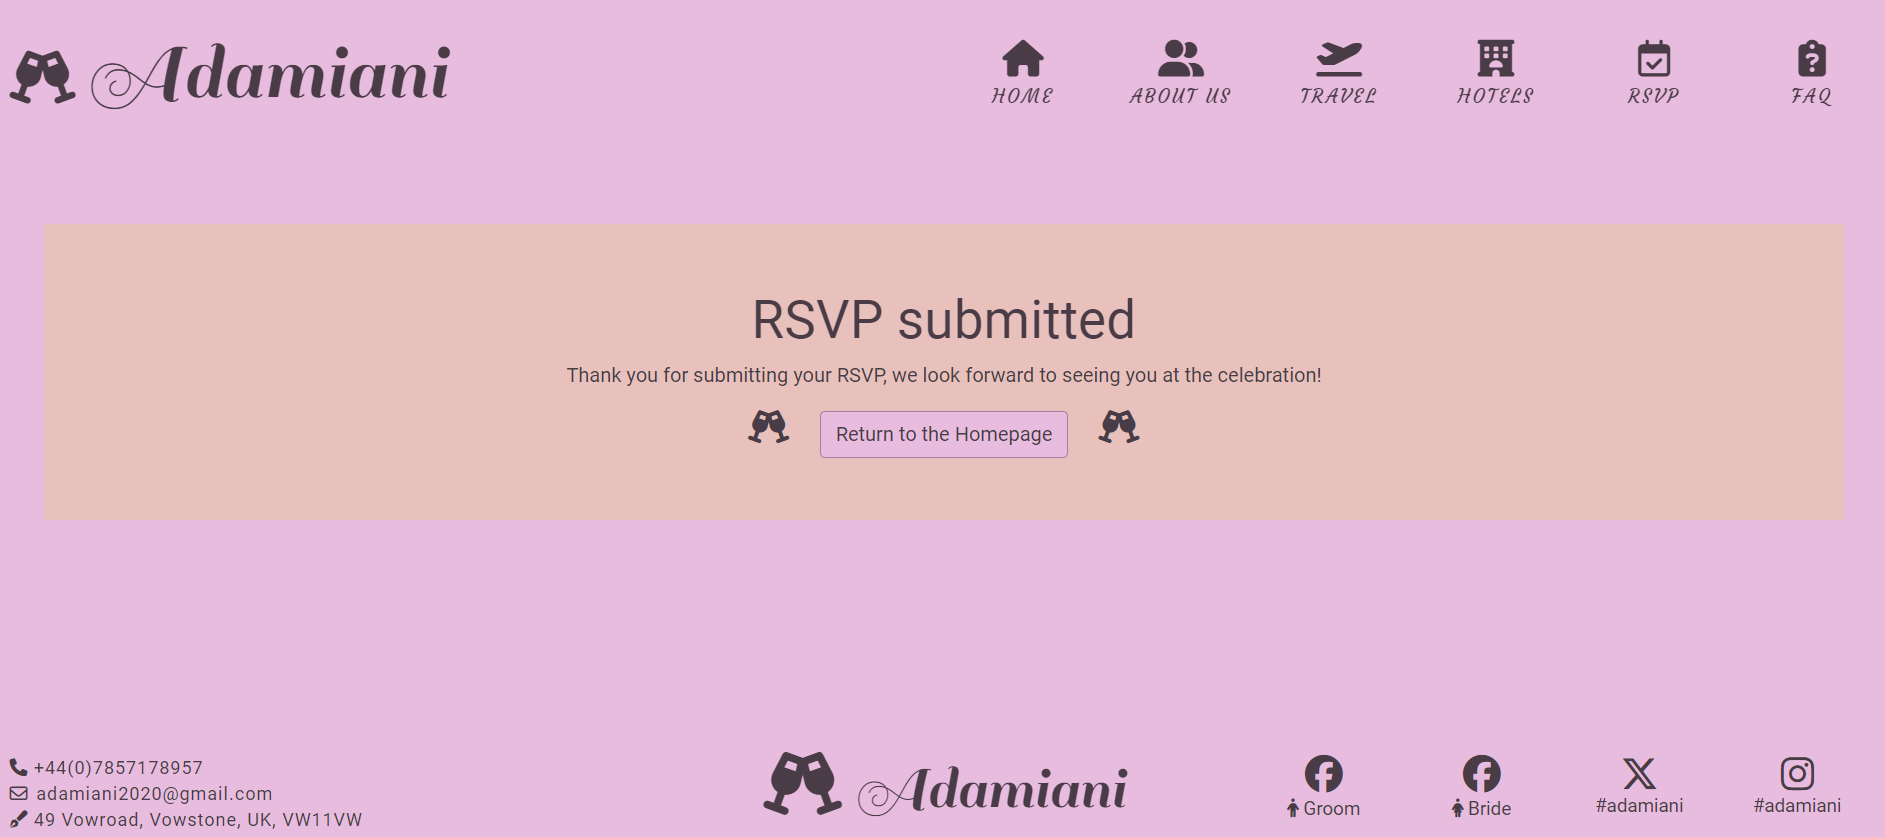 Adamiani
HOME ABOUT US TRAVEL HOTELS RSVP FAQ
RSVP submitted
Thank you for submitting your RSVP, we look forward to seeing you at the celebration!
Return to the Homepage
+44(0)7857178957
adamiani2020@gmail.com
49 Vowroad, Vowstone, UK, VW11VW
Adamiani
Groom Bride #adamiani #adamiani